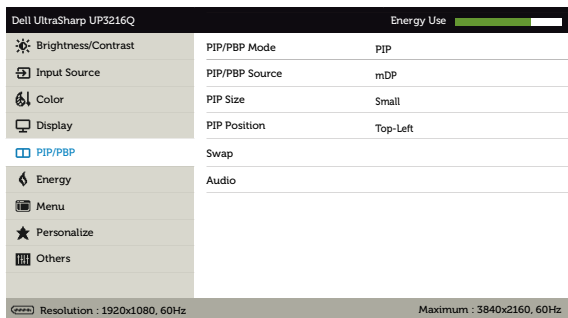 Dell UltraSharp UP3216Q Energy Use
Brightness/Contrast PIP/PBP Mode PIP
Input Source PIP/PBP Source mDP
Color PIP Size Small
Display PIP Position Top-Left
PIP/PBP Swap
Energy Audio
Menu
Personalize
Others
Resolution : 1920x1080, 60Hz Maximum : 3840x2160, 60Hz